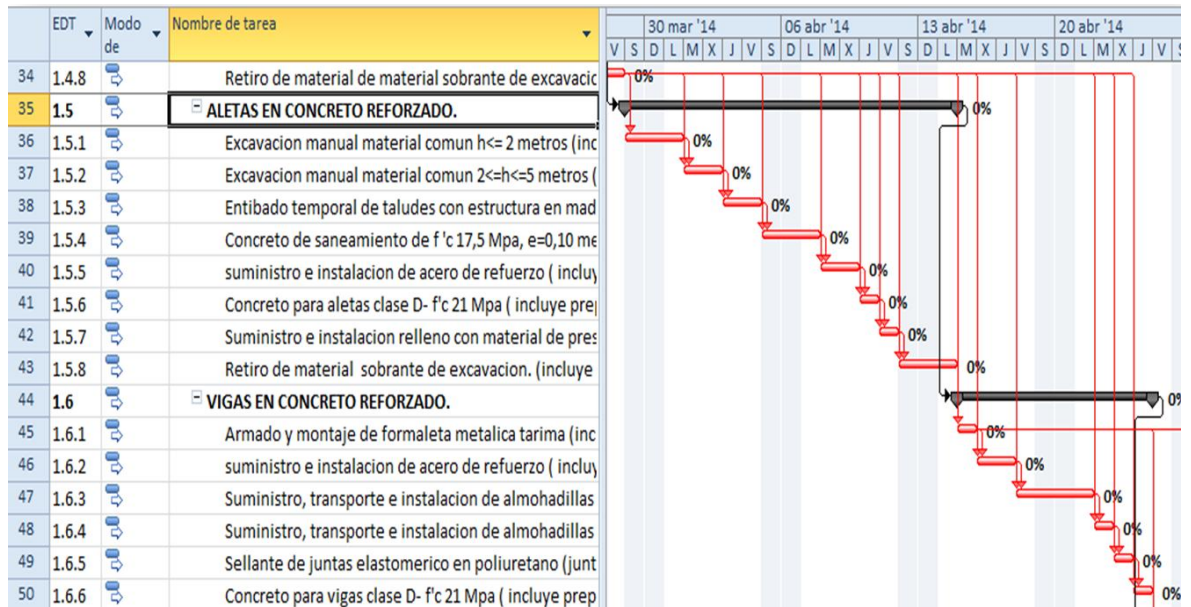 EDT Modo de Nombre de tarea
30 mar '14 06 abr '14 13 abr '14 20 abr '14
V S D L M X J V S D L M X J V S D L M X J V S D L M X J V S
34 1.4.8 Retiro de material de material sobrante de excavacic 0%
35 1.5 ALETAS EN CONCRETO REFORZADO. 0%
36 1.5.1 Excavacion manual material comun h<= 2 metros (inc 0%
37 1.5.2 Excavacion manual material comun 2<=h<=5 metros ( 0%
38 1.5.3 Entibado temporal de taludes con estructura en mad 0%
39 1.5.4 Concreto de saneamiento de f 'c 17,5 Mpa, e=0,10 me 0%
40 1.5.5 suministro e instalacion de acero de refuerzo ( incluy 0%
41 1.5.6 Concreto para aletas clase D- f'c 21 Mpa ( incluye prep 0%
42 1.5.7 Suministro e instalacion relleno con material de pres 0%
43 1.5.8 Retiro de material sobrante de excavacion. (incluye 0%
44 1.6 VIGAS EN CONCRETO REFORZADO. 0%
45 1.6.1 Armado y montaje de formaleta metalica tarima (inc 0%
46 1.6.2 suministro e instalacion de acero de refuerzo ( incluy 0%
47 1.6.3 Suministro, transporte e instalacion de almohadillas 0%
48 1.6.4 Suministro, transporte e instalacion de almohadillas 0%
49 1.6.5 Sellante de juntas elastomerico en poliuretano (junt 0%
50 1.6.6 Concreto para vigas clase D- f'c 21 Mpa ( incluye prep 0%